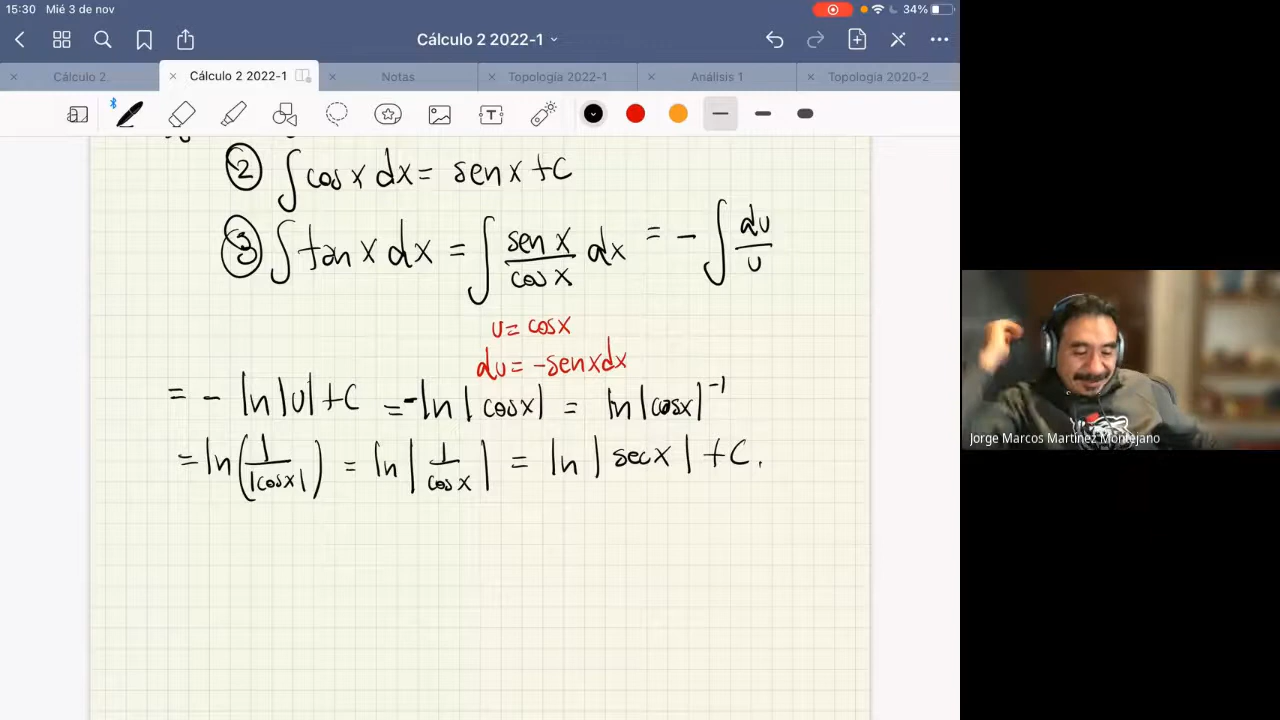 15:30 Mié 3 de nov 34%
Cálculo 2 2022-1
Cálculo 2 Cálculo 2 2022-1 Notas Topología 2022-1 Análisis 1 Topología 2020-2
② ∫ cos x dx = sen x + C
③ ∫ tan x dx = ∫ sen x / cos x dx = - ∫ du / u
u = cos x
du = -sen x dx
= - ln |u| + C = -ln | cos x | = ln |cos x|⁻¹
= ln ( 1 / |cos x| ) = ln | 1 / cos x | = ln | sec x | + C.
Jorge Marcos Martínez Montejano